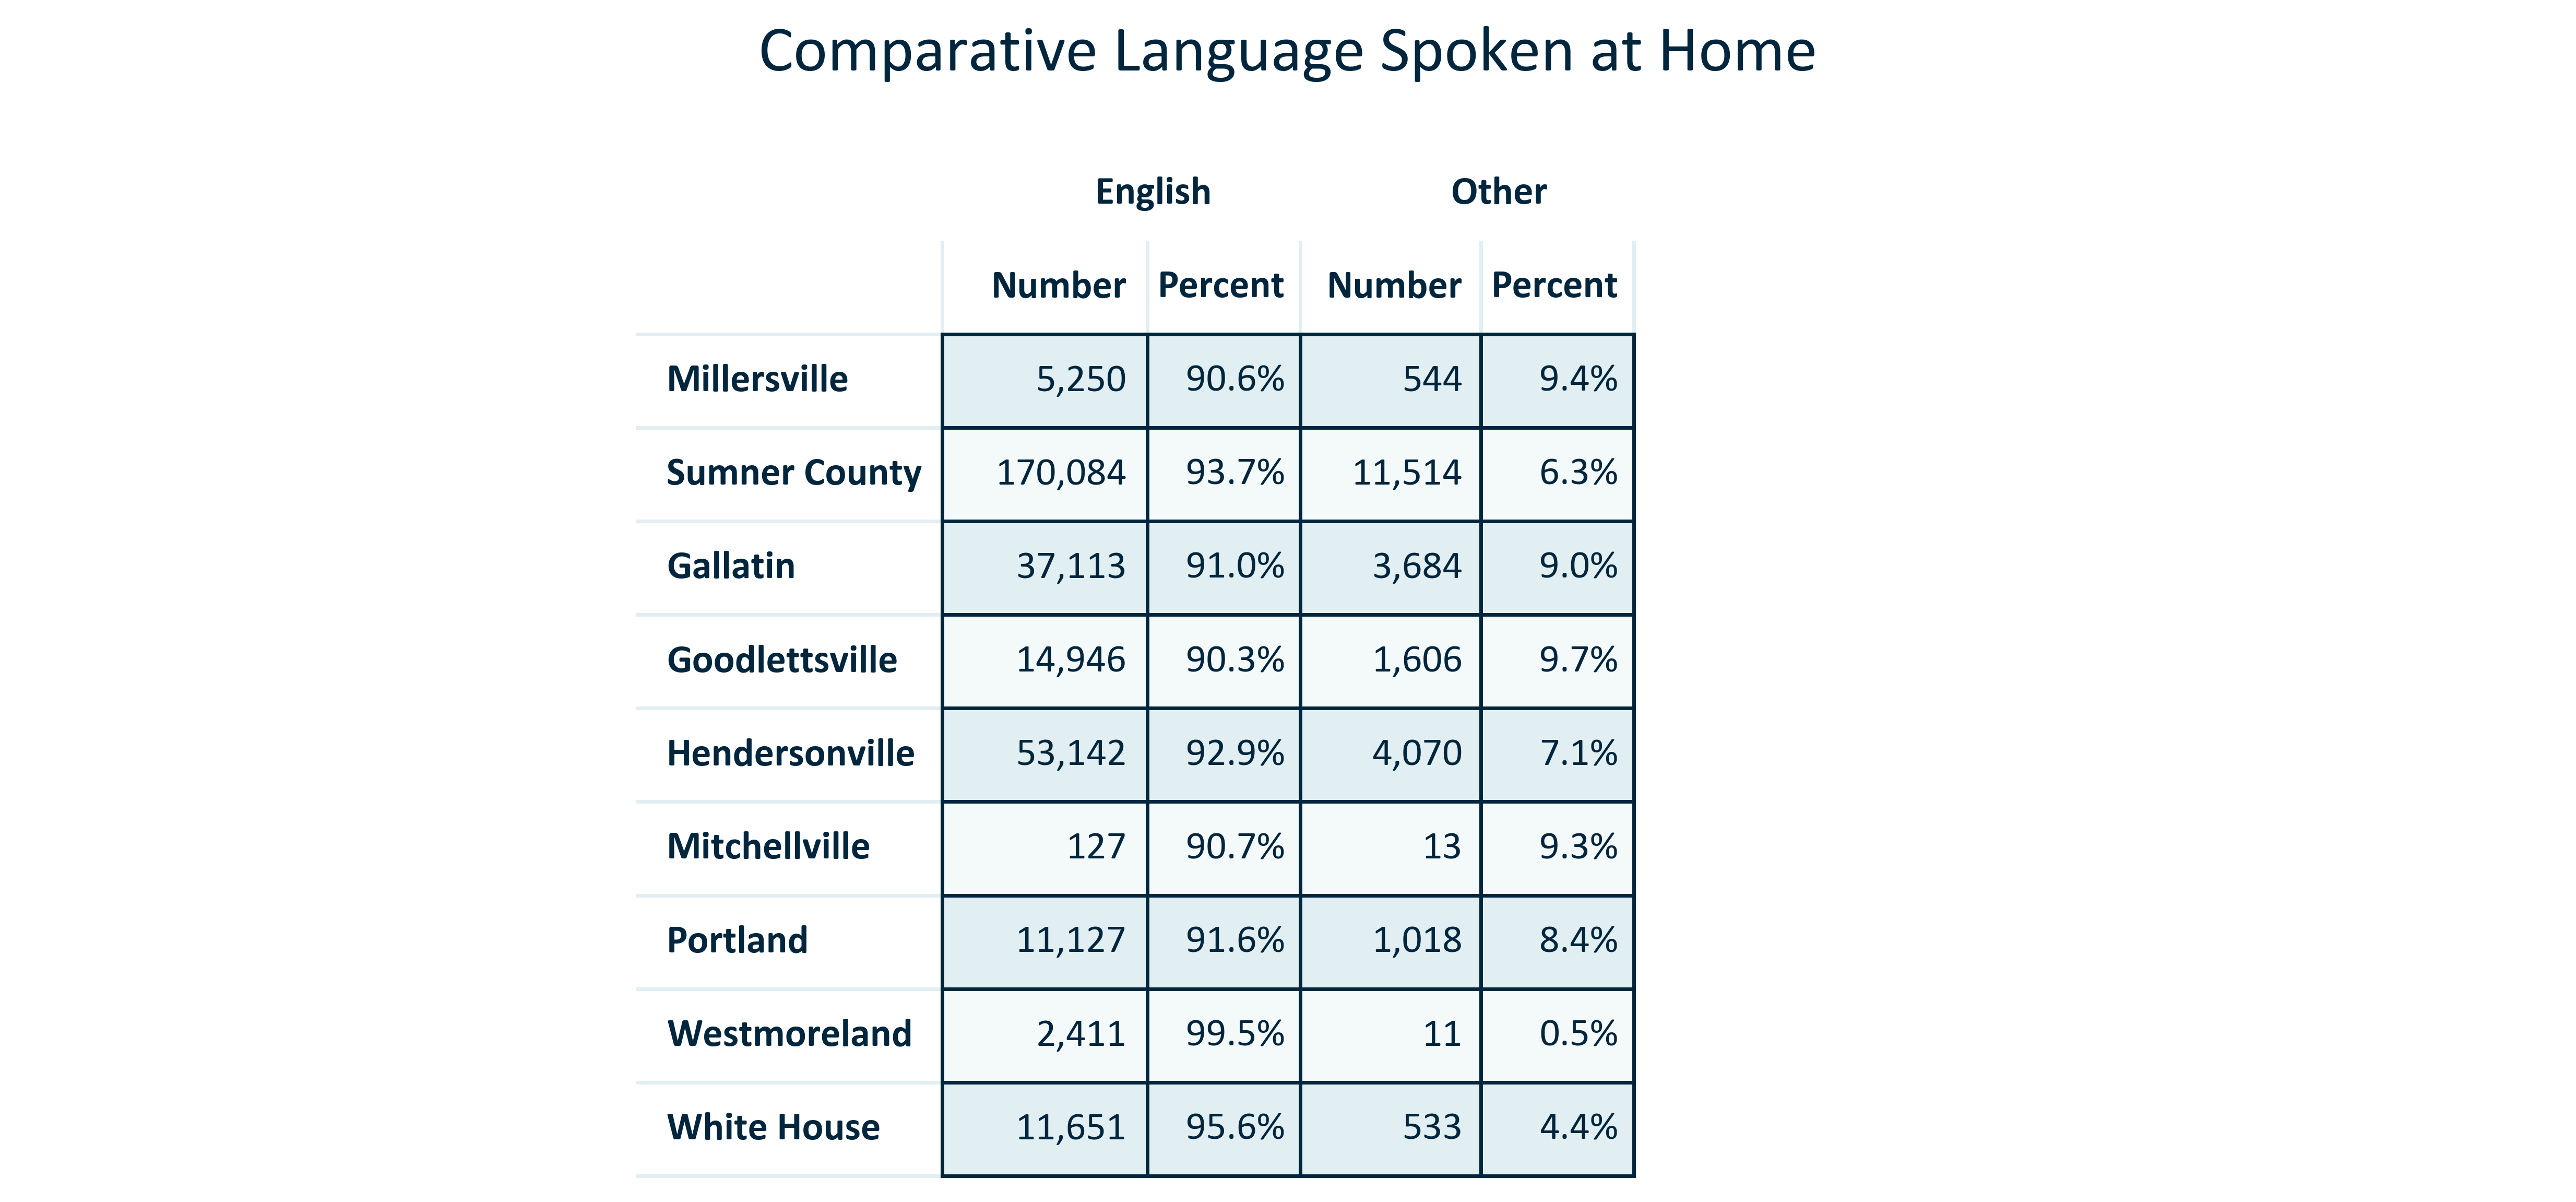 Comparative Language Spoken at Home
English Other
Number Percent Number Percent
Millersville 5,250 90.6% 544 9.4%
Sumner County 170,084 93.7% 11,514 6.3%
Gallatin 37,113 91.0% 3,684 9.0%
Goodlettsville 14,946 90.3% 1,606 9.7%
Hendersonville 53,142 92.9% 4,070 7.1%
Mitchellville 127 90.7% 13 9.3%
Portland 11,127 91.6% 1,018 8.4%
Westmoreland 2,411 99.5% 11 0.5%
White House 11,651 95.6% 533 4.4%